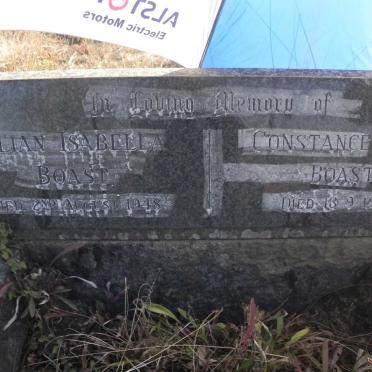 ALSTO
Electric Motors
In Loving Memory of
LIAN ISABELLA
BOAST
DIED 2ND AUGUST 1948
CONSTANCE
BOAST
DIED 18·9·1